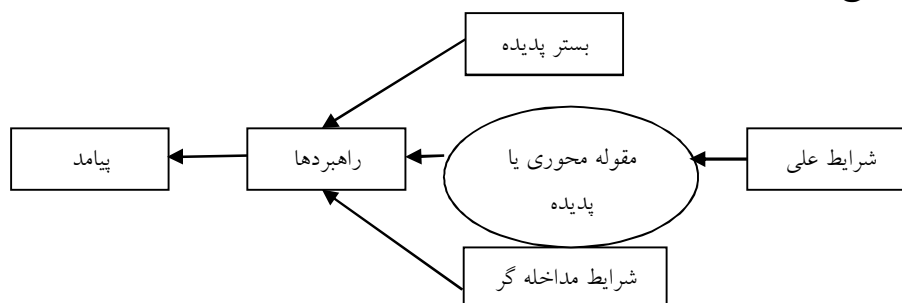 بستر پدیده
شرایط علی
مقوله محوری یا
پدیده
راهبردها
پیامد
شرایط مداخله گر